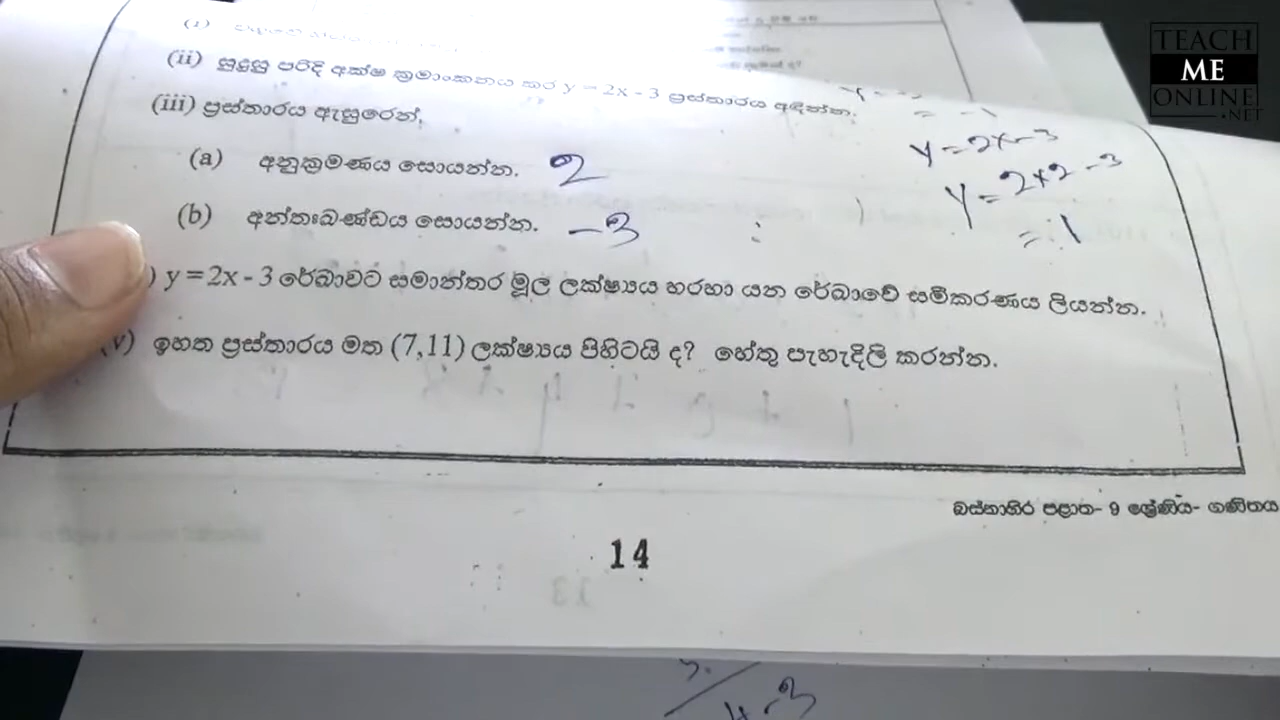 TEACH
ME
ONLINE
.NET
(i)
(ii) සුදුසු පරිදි අක්ෂ ක්‍රමාංකනය කර y = 2x - 3 ප්‍රස්තාරය අඳින්න.
(iii) ප්‍රස්තාරය ඇසුරෙන්,
y = 2x - 3
(a) අනුක්‍රමණය සොයන්න. 2
y = 2x2 - 3
(b) අන්තඃඛණ්ඩය සොයන්න. -3
= 1
) y = 2x - 3 රේඛාවට සමාන්තර මූල ලක්ෂ්‍යය හරහා යන රේඛාවේ සමීකරණය ලියන්න.
v) ඉහත ප්‍රස්තාරය මත (7,11) ලක්ෂ්‍යය පිහිටයි ද? හේතු පැහැදිලි කරන්න.
බස්නාහිර පළාත- 9 ශ්‍රේණිය- ගණිතය
14